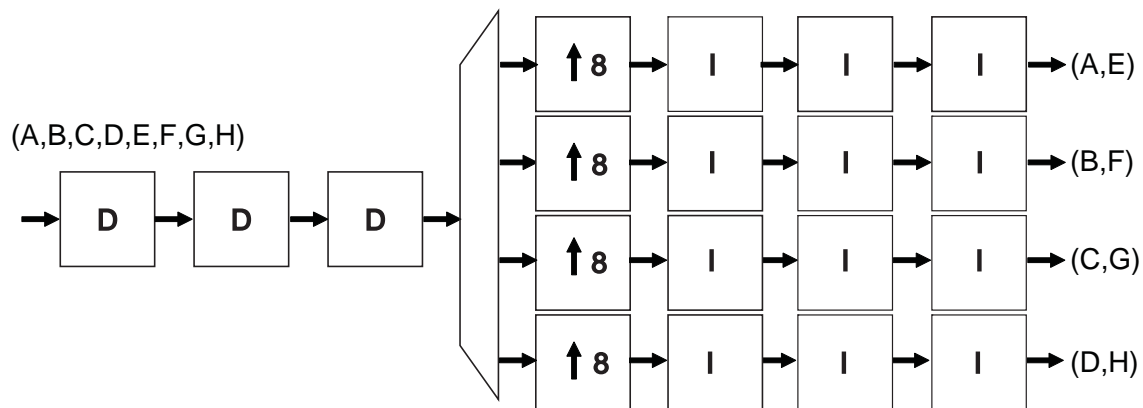 (A,B,C,D,E,F,G,H)
D D D
↑ 8 I I I (A,E)
↑ 8 I I I (B,F)
↑ 8 I I I (C,G)
↑ 8 I I I (D,H)